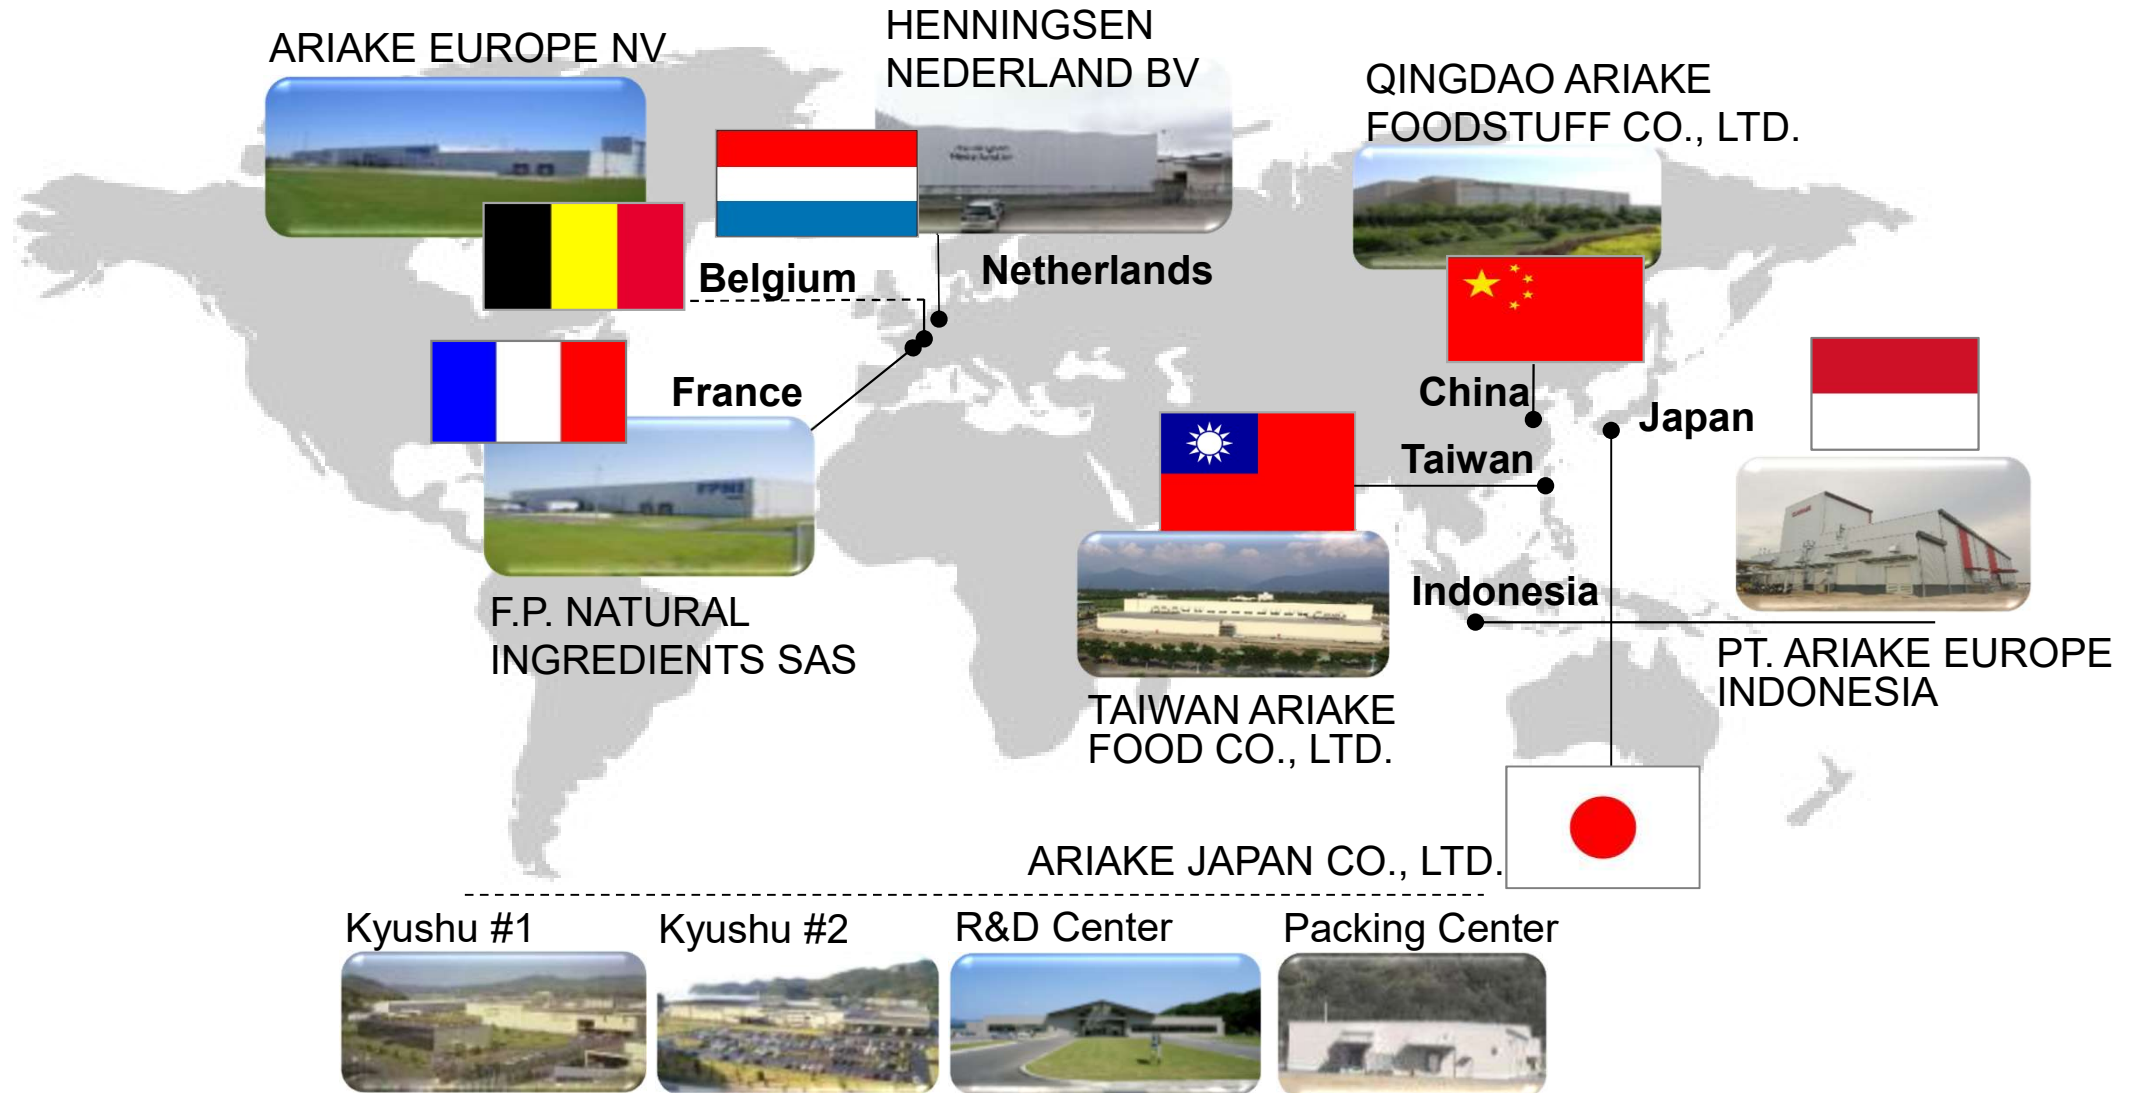 ARIAKE EUROPE NV
HENNINGSEN
NEDERLAND BV
QINGDAO ARIAKE
FOODSTUFF CO., LTD.
Belgium
Netherlands
France
China
Japan
Taiwan
Indonesia
F.P. NATURAL
INGREDIENTS SAS
PT. ARIAKE EUROPE
INDONESIA
TAIWAN ARIAKE
FOOD CO., LTD.
ARIAKE JAPAN CO., LTD.
Kyushu #1
Kyushu #2
R&D Center
Packing Center